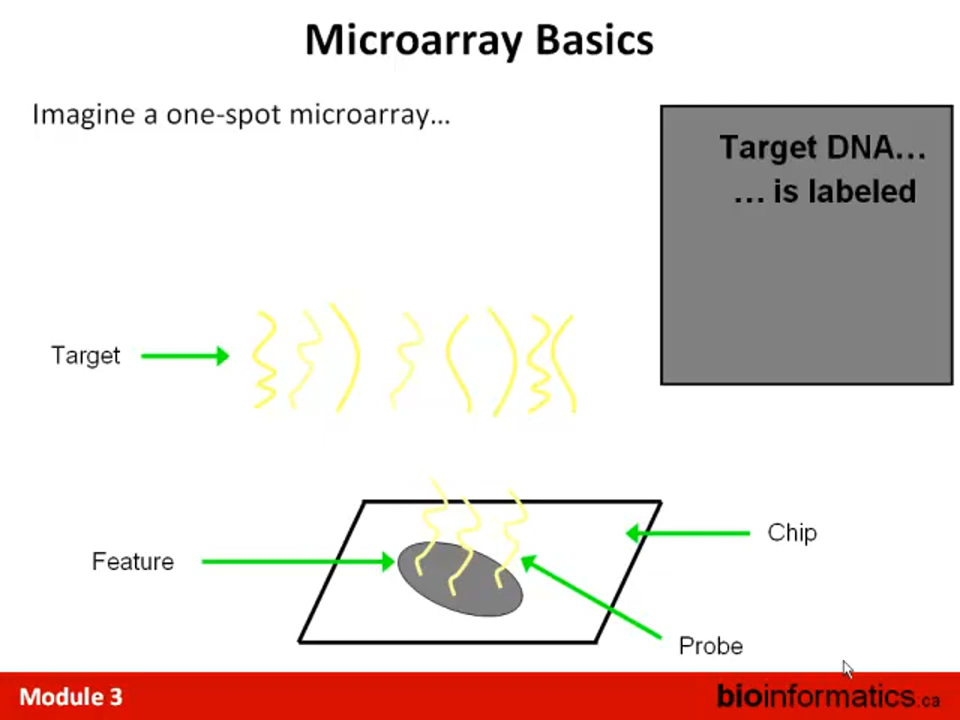 Microarray Basics
Imagine a one-spot microarray…
Target DNA…
… is labeled
Target
Feature
Chip
Probe
Module 3
bioinformatics.ca